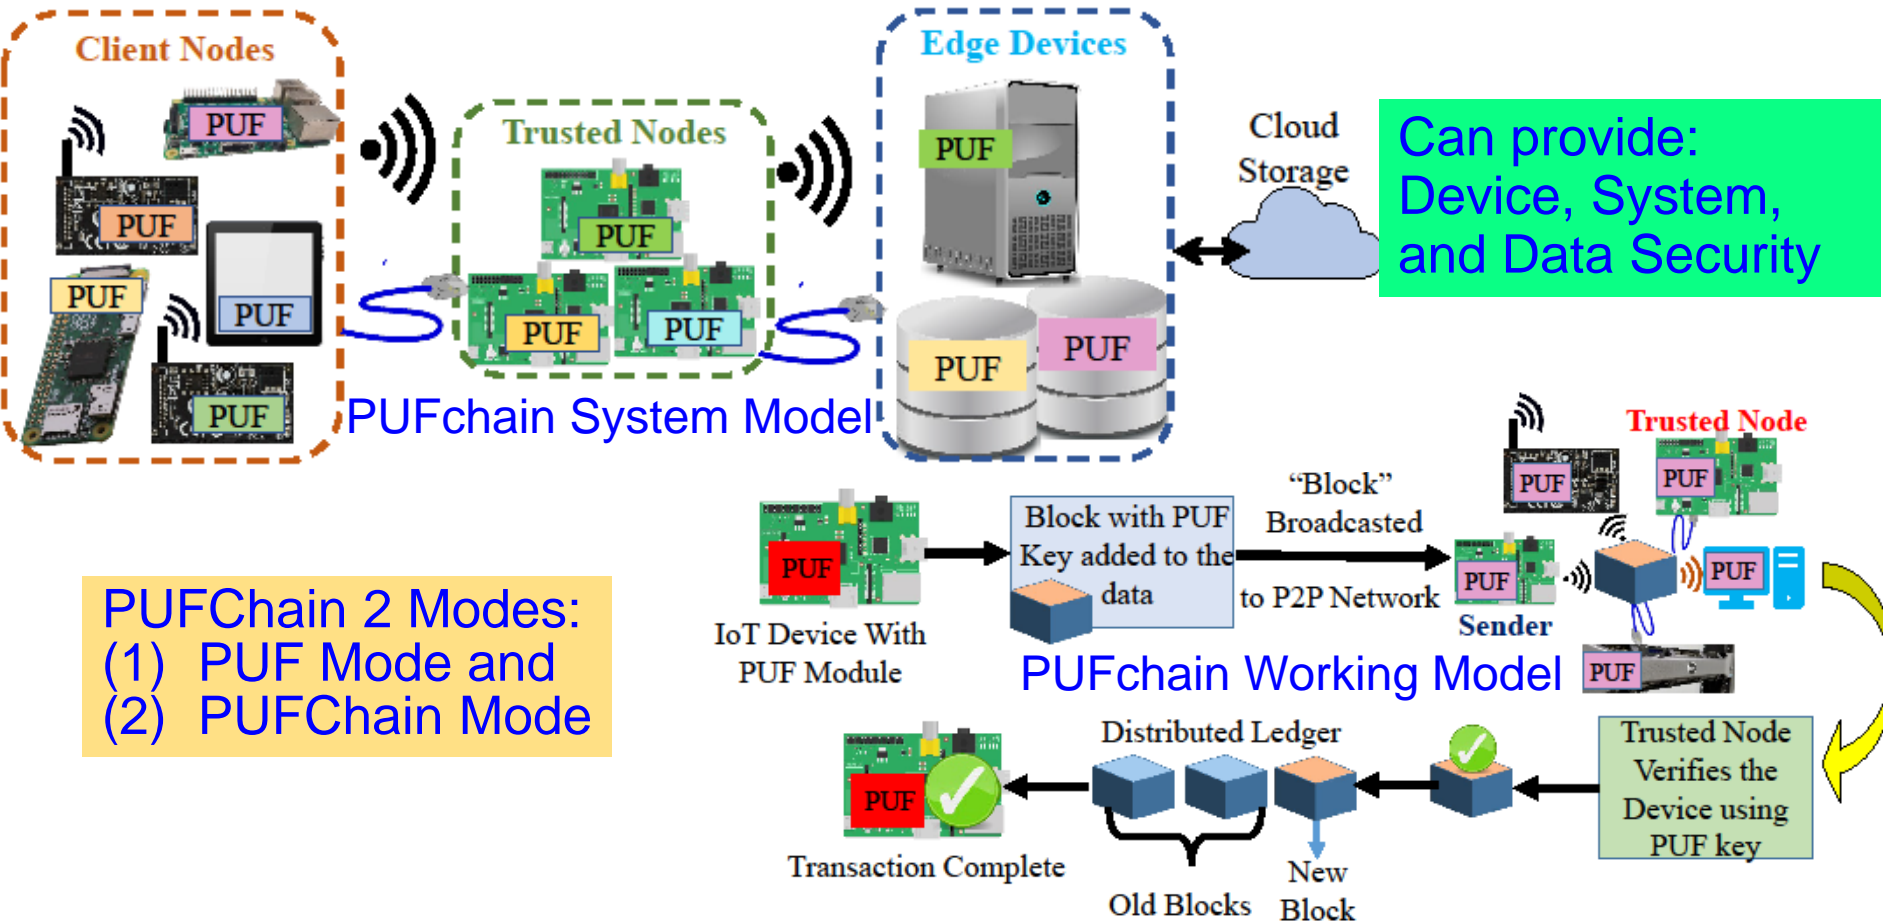 Client Nodes
PUF
PUF
PUF
PUF
PUF
Trusted Nodes
PUF
PUF
PUF
Edge Devices
PUF
PUF
PUF
Cloud
Storage
Can provide:
Device, System,
and Data Security
PUFchain System Model
PUFChain 2 Modes:
(1) PUF Mode and
(2) PUFChain Mode
PUF
IoT Device With
PUF Module
Block with PUF
Key added to the
data
“Block”
Broadcasted
to P2P Network
PUF
Trusted Node
PUF
PUF
Sender
PUF
PUF
PUFchain Working Model
Trusted Node
Verifies the
Device using
PUF key
Distributed Ledger
New
Block
Old Blocks
PUF
Transaction Complete